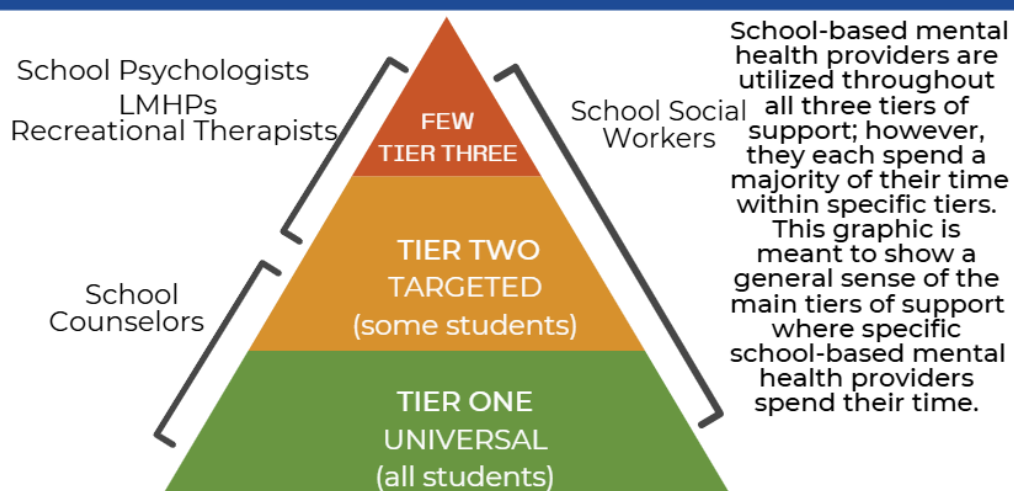 School Psychologists
LMHPs
Recreational Therapists
School
Counselors
FEW
TIER THREE
TIER TWO
TARGETED
(some students)
TIER ONE
UNIVERSAL
(all students)
School Social
Workers
School-based mental
health providers are
utilized throughout
all three tiers of
support; however,
they each spend a
majority of their time
within specific tiers.
This graphic is
meant to show a
general sense of the
main tiers of support
where specific
school-based mental
health providers
spend their time.